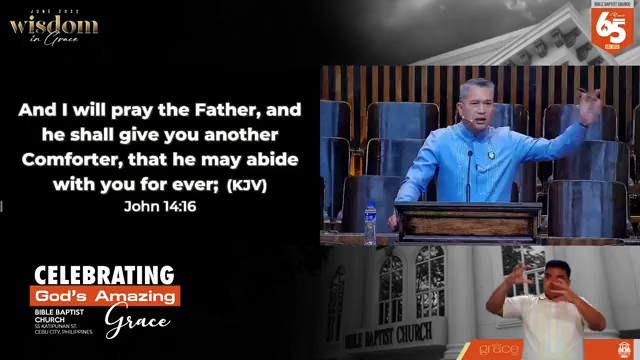 JUNE 2022
wisdom
in Grace
BIBLE BAPTIST CHURCH
65
And I will pray the Father, and
he shall give you another
Comforter, that he may abide
with you for ever; (KJV)
John 14:16
CELEBRATING
God's Amazing
Grace
BIBLE BAPTIST
CHURCH
55 KATIPUNAN ST.
CEBU CITY, PHILIPPINES
BIBLE BAPTIST CHURCH
grace